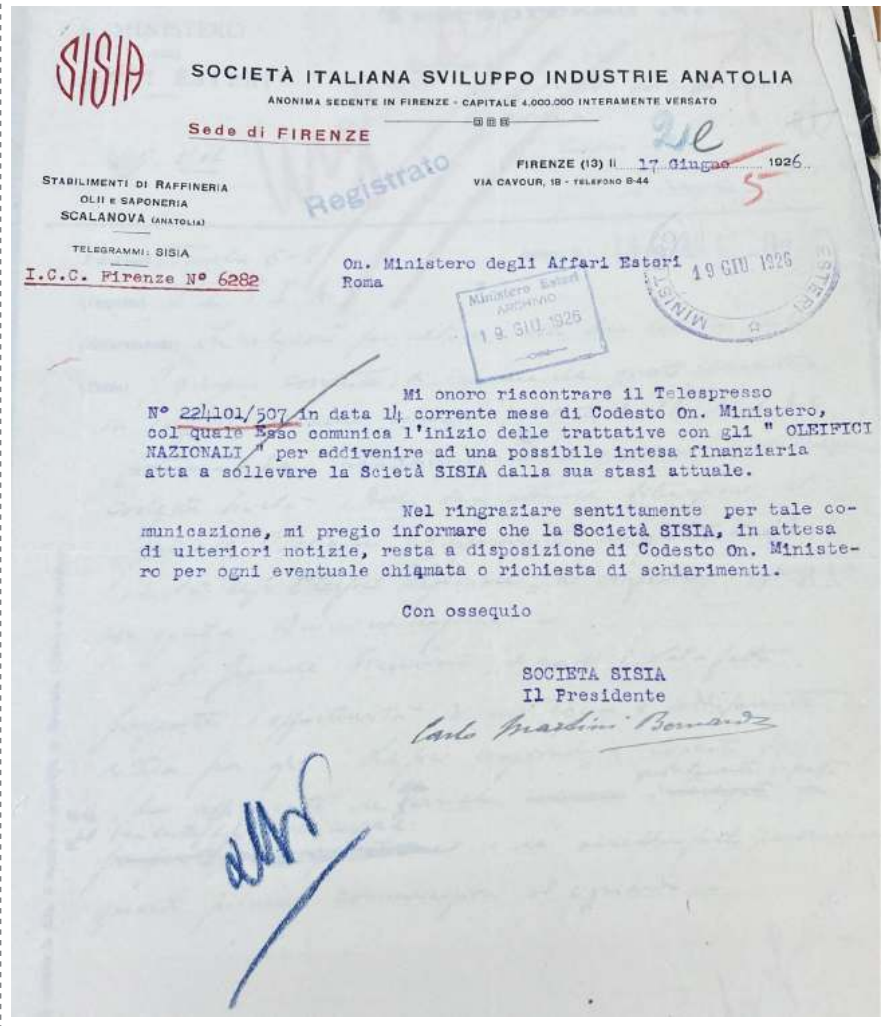 SISIA
SOCIETÀ ITALIANA SVILUPPO INDUSTRIE ANATOLIA
ANONIMA SEDENTE IN FIRENZE - CAPITALE 4.000.000 INTERAMENTE VERSATO
Sede di FIRENZE
Registrato
FIRENZE (13) li 17 Giugno 1926.
VIA CAVOUR, 18 - TELEFONO 8-44
5
STABILIMENTI DI RAFFINERIA
OLII E SAPONERIA
SCALANOVA (ANATOLIA)
TELEGRAMMI: SISIA
I.C.C. Firenze Nº 6282
On. Ministero degli Affari Esteri
Roma
Ministero Esteri
ARCHIVIO
19. GIU. 1926
19 GIU 1926
ESTERI
Mi onoro riscontrare il Telespresso
Nº 224101/507 in data 14 corrente mese di Codesto On. Ministero,
col quale Esso comunica l'inizio delle trattative con gli " OLEIFICI
NAZIONALI " per addivenire ad una possibile intesa finanziaria
atta a sollevare la Scietà SISIA dalla sua stasi attuale.
Nel ringraziare sentitamente per tale co-
municazione, mi pregio informare che la Società SISIA, in attesa
di ulteriori notizie, resta a disposizione di Codesto On. Ministe-
ro per ogni eventuale chiamata o richiesta di schiarimenti.
Con ossequio
SOCIETA SISIA
Il Presidente
Carlo Martini Bernardi